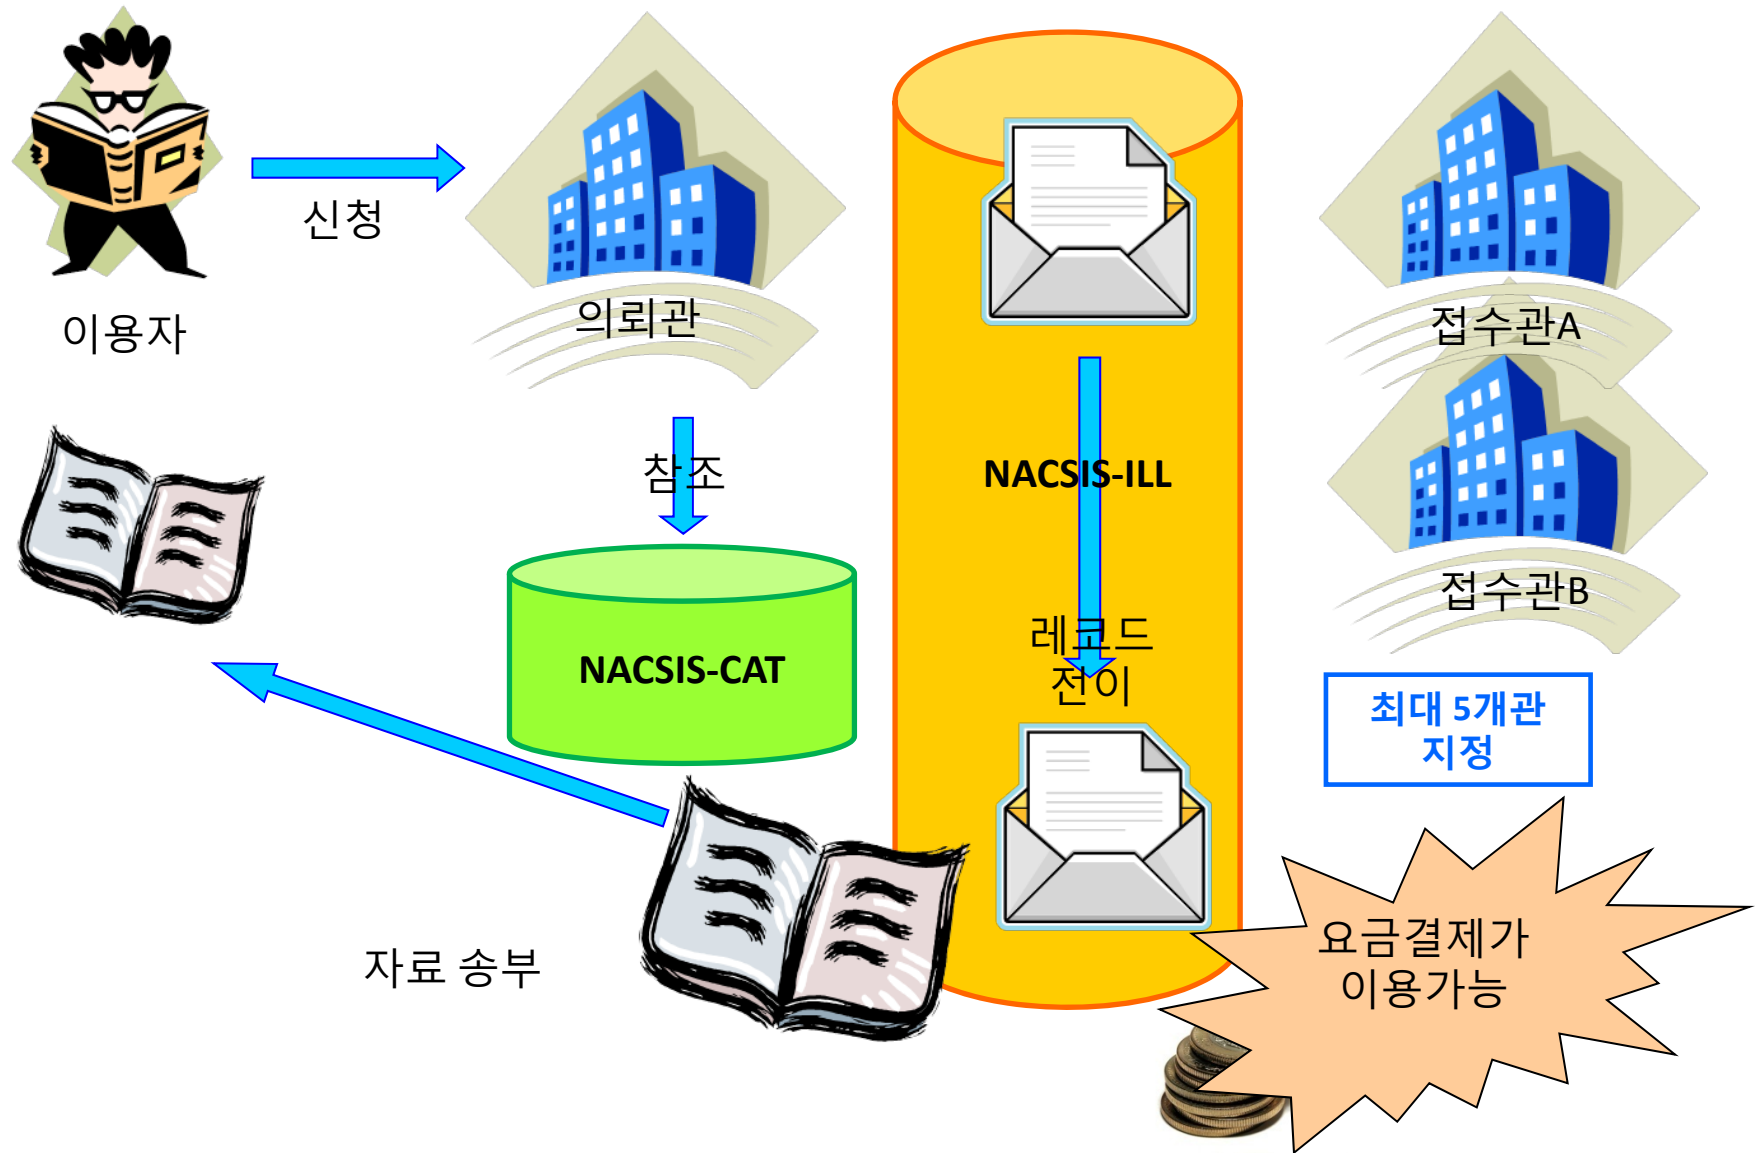 신청
이용자
의뢰관
접수관A
참조
NACSIS-ILL
접수관B
레코드
전이
NACSIS-CAT
최대 5개관
지정
자료 송부
요금결제가
이용가능